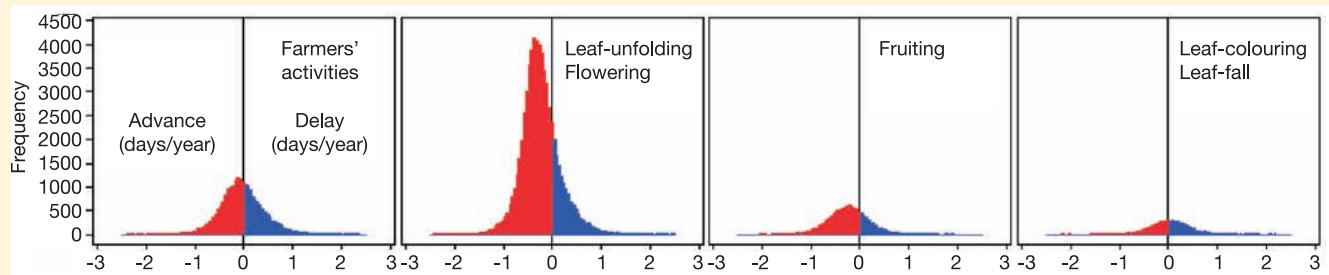 Frequency
4500
4000
3500
3000
2500
2000
1500
1000
500
0
Farmers'
activities
Advance
(days/year)
Delay
(days/year)
-3 -2 -1 0 1 2 3
Leaf-unfolding
Flowering
-3 -2 -1 0 1 2 3
Fruiting
-3 -2 -1 0 1 2 3
Leaf-colouring
Leaf-fall
-3 -2 -1 0 1 2 3